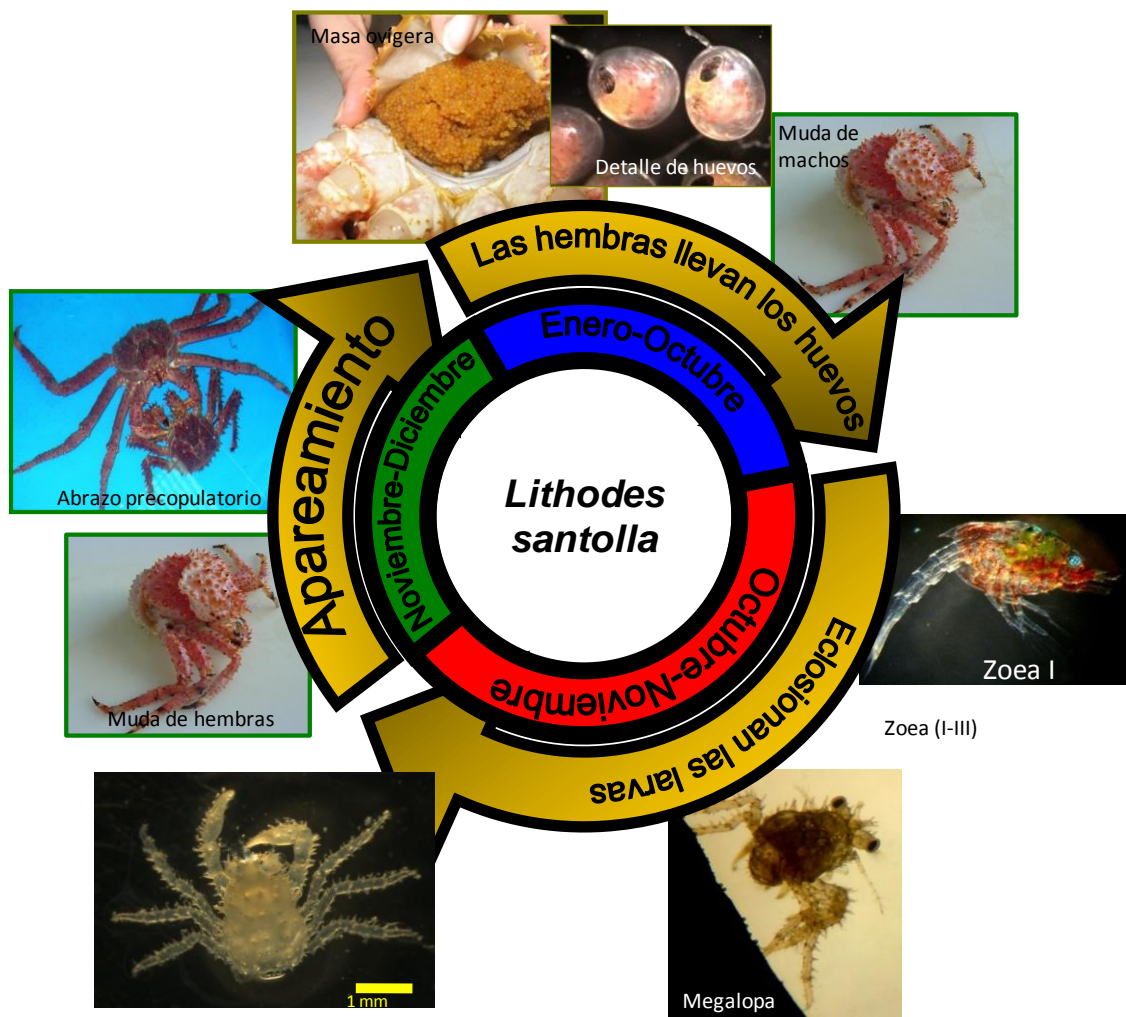 Masa ovígera
Detalle de huevos
Muda de
machos
Las hembras llevan los huevos
Enero-Octubre
Apareamiento
Noviembre-Diciembre
Abrazo precopulatorio
Lithodes
santolla
Muda de hembras
Octubre-Noviembre
Eclosionan las larvas
Zoea I
Zoea (I-III)
Megalopa
1 mm